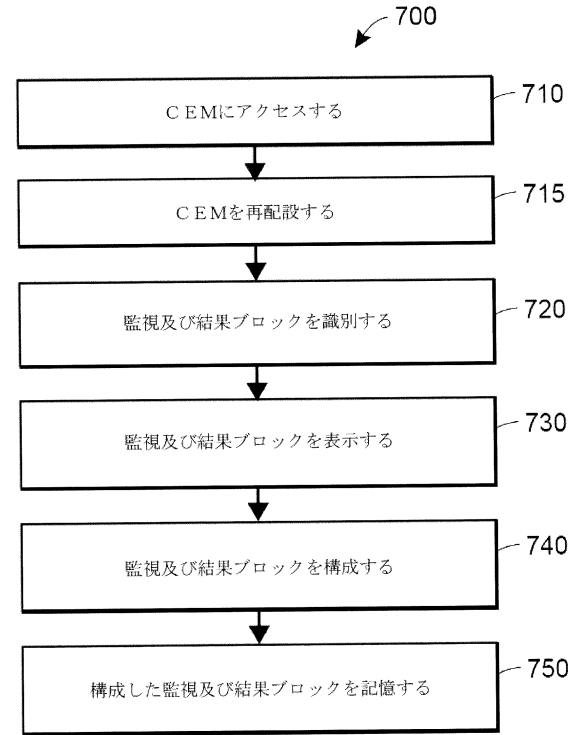 700
CEMにアクセスする
710
CEMを再配設する
715
監視及び結果ブロックを識別する
720
監視及び結果ブロックを表示する
730
監視及び結果ブロックを構成する
740
構成した監視及び結果ブロックを記憶する
750